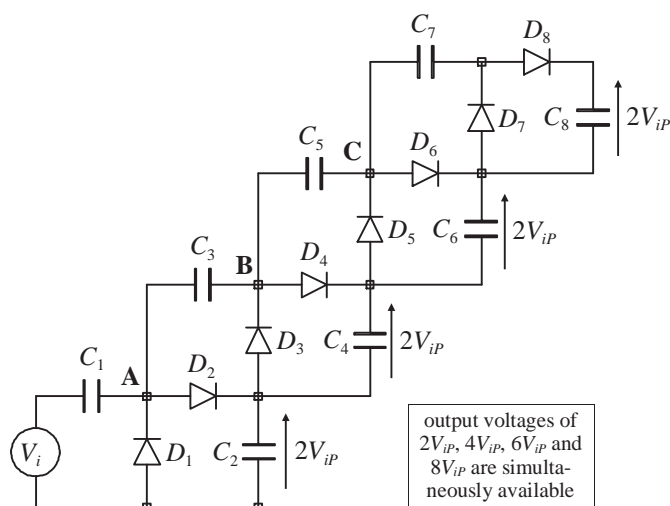 C7 D8
D7 C8 2ViP
C5 C D6
C3 D5 C6 2ViP
B D4
C1 D3 C4 2ViP
A D2
Vi D1 C2 2ViP
output voltages of
2ViP, 4ViP, 6ViP and
8ViP are simulta-
neously available